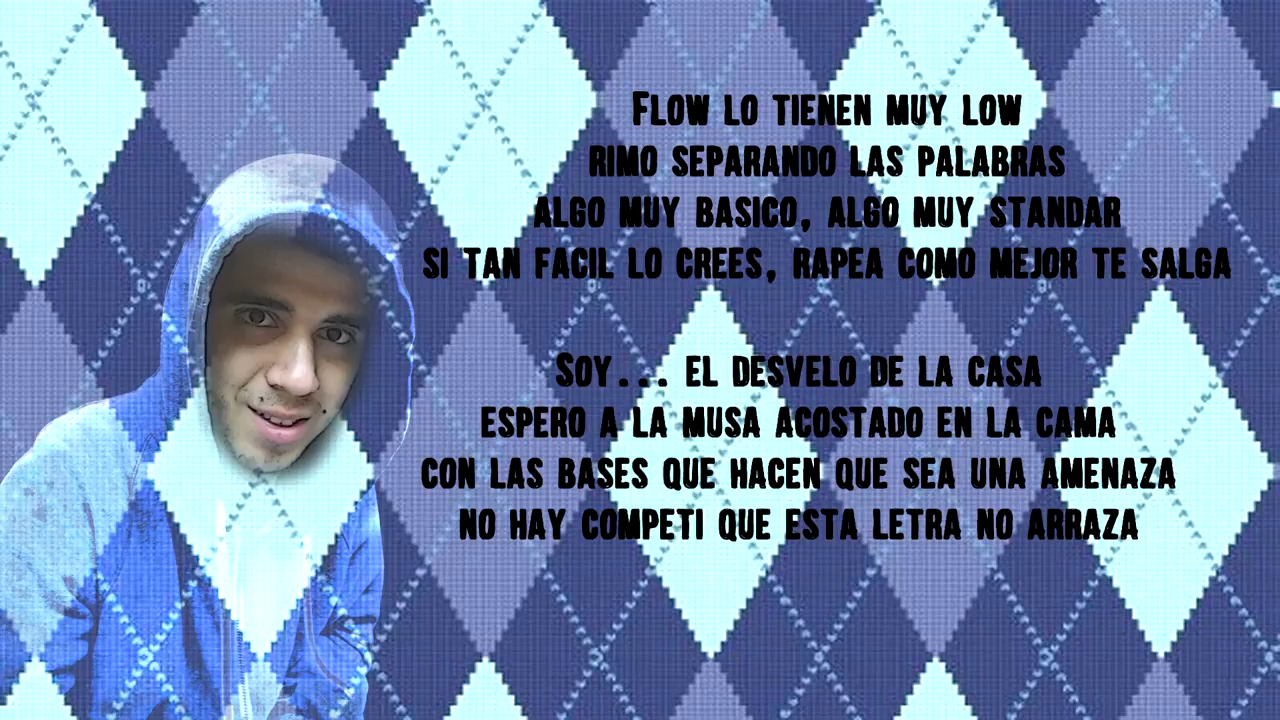 Flow lo tienen muy low
rimo separando las palabras
algo muy basico, algo muy standar
si tan facil lo crees, rapea como mejor te salga
Soy... el desvelo de la casa
espero a la musa acostado en la cama
con las bases que hacen que sea una amenaza
no hay competi que esta letra no arraza